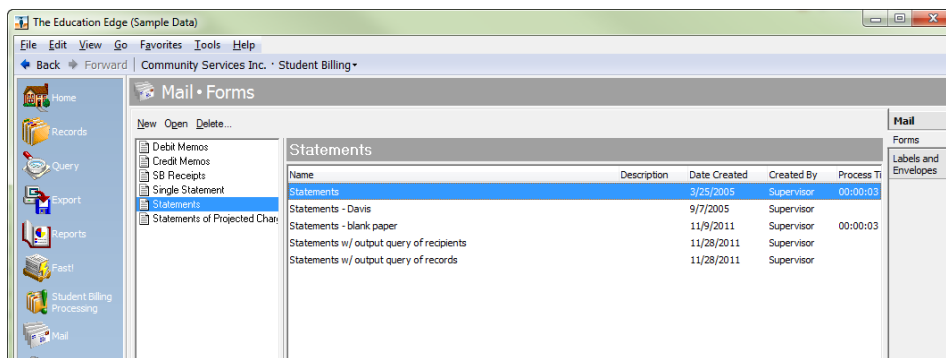 The Education Edge (Sample Data)
File Edit View Go Favorites Tools Help
Back Forward Community Services Inc. · Student Billing
Home
Records
Query
Export
Reports
Fast!
Student Billing
Processing
Mail
Mail • Forms
New Open Delete...
Debit Memos
Credit Memos
SB Receipts
Single Statement
Statements
Statements of Projected Char
Statements
Name Description Date Created Created By Process Ti
Statements 3/25/2005 Supervisor 00:00:03
Statements - Davis 9/7/2005 Supervisor
Statements - blank paper 11/9/2011 Supervisor 00:00:03
Statements w/ output query of recipients 11/28/2011 Supervisor
Statements w/ output query of records 11/28/2011 Supervisor
Mail
Forms
Labels and
Envelopes